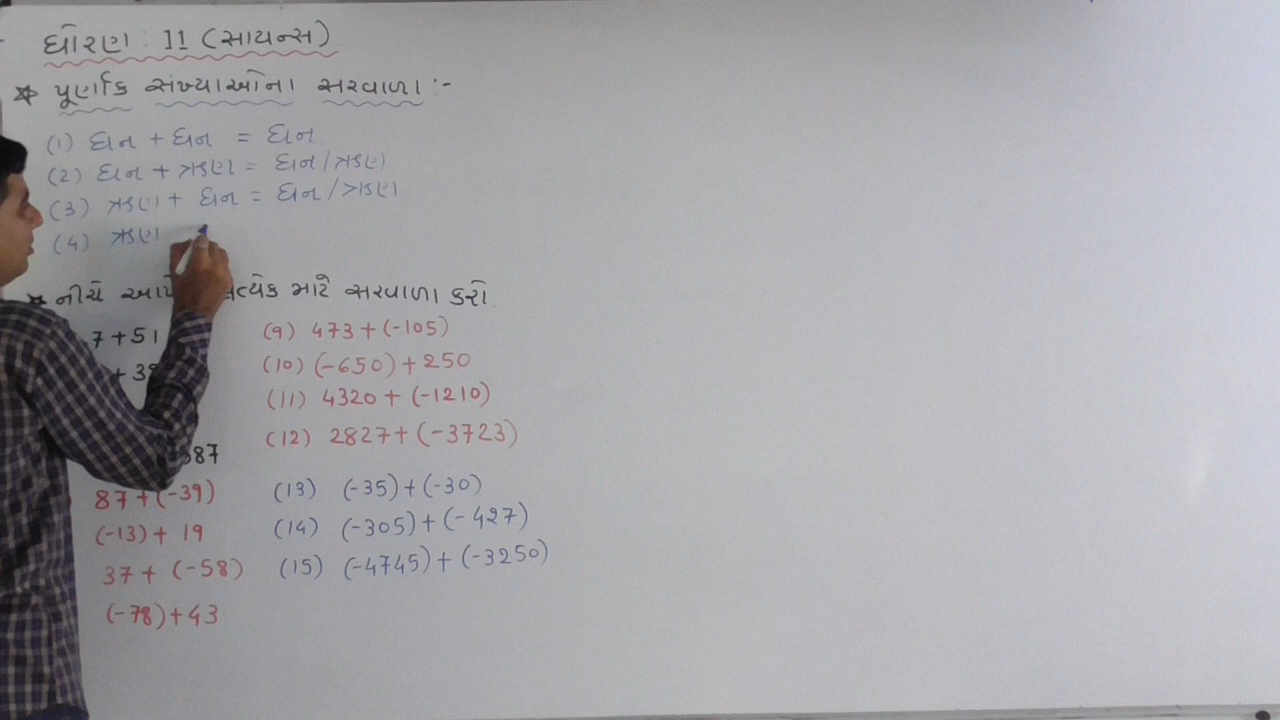 ધોરણ : 11 (સાયન્સ)
* પૂર્ણાંક સંખ્યાઓના સરવાળા :-
(1) ધન + ધન = ધન
(2) ધન + ઋણ = ધન/ઋણ
(3) ઋણ + ધન = ધન/ઋણ
(4) ઋણ
* નીચે માટે સરવાળા કરો
7+51
+
87
87+(-39)
(-13)+ 19
37+ (-58)
(-78)+43
(9) 473+(-105)
(10) (-650)+250
(11) 4320+(-1210)
(12) 2827+(-3723)
(13) (-35)+(-30)
(14) (-305)+(-427)
(15) (-4745)+(-3250)